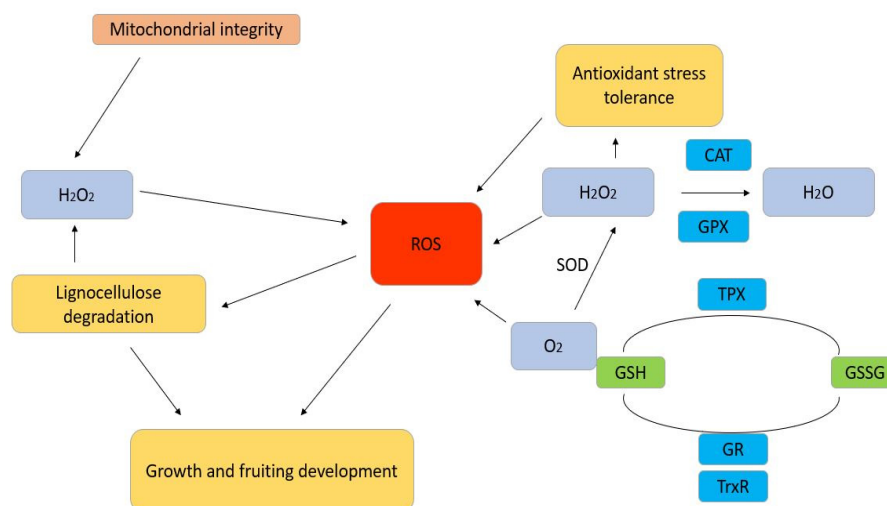 Mitochondrial integrity
Antioxidant stress
tolerance
CAT
H2O2
H2O2
H2O
GPX
ROS
SOD
Lignocellulose
degradation
TPX
O2
GSH
GSSG
GR
Growth and fruiting development
TrxR